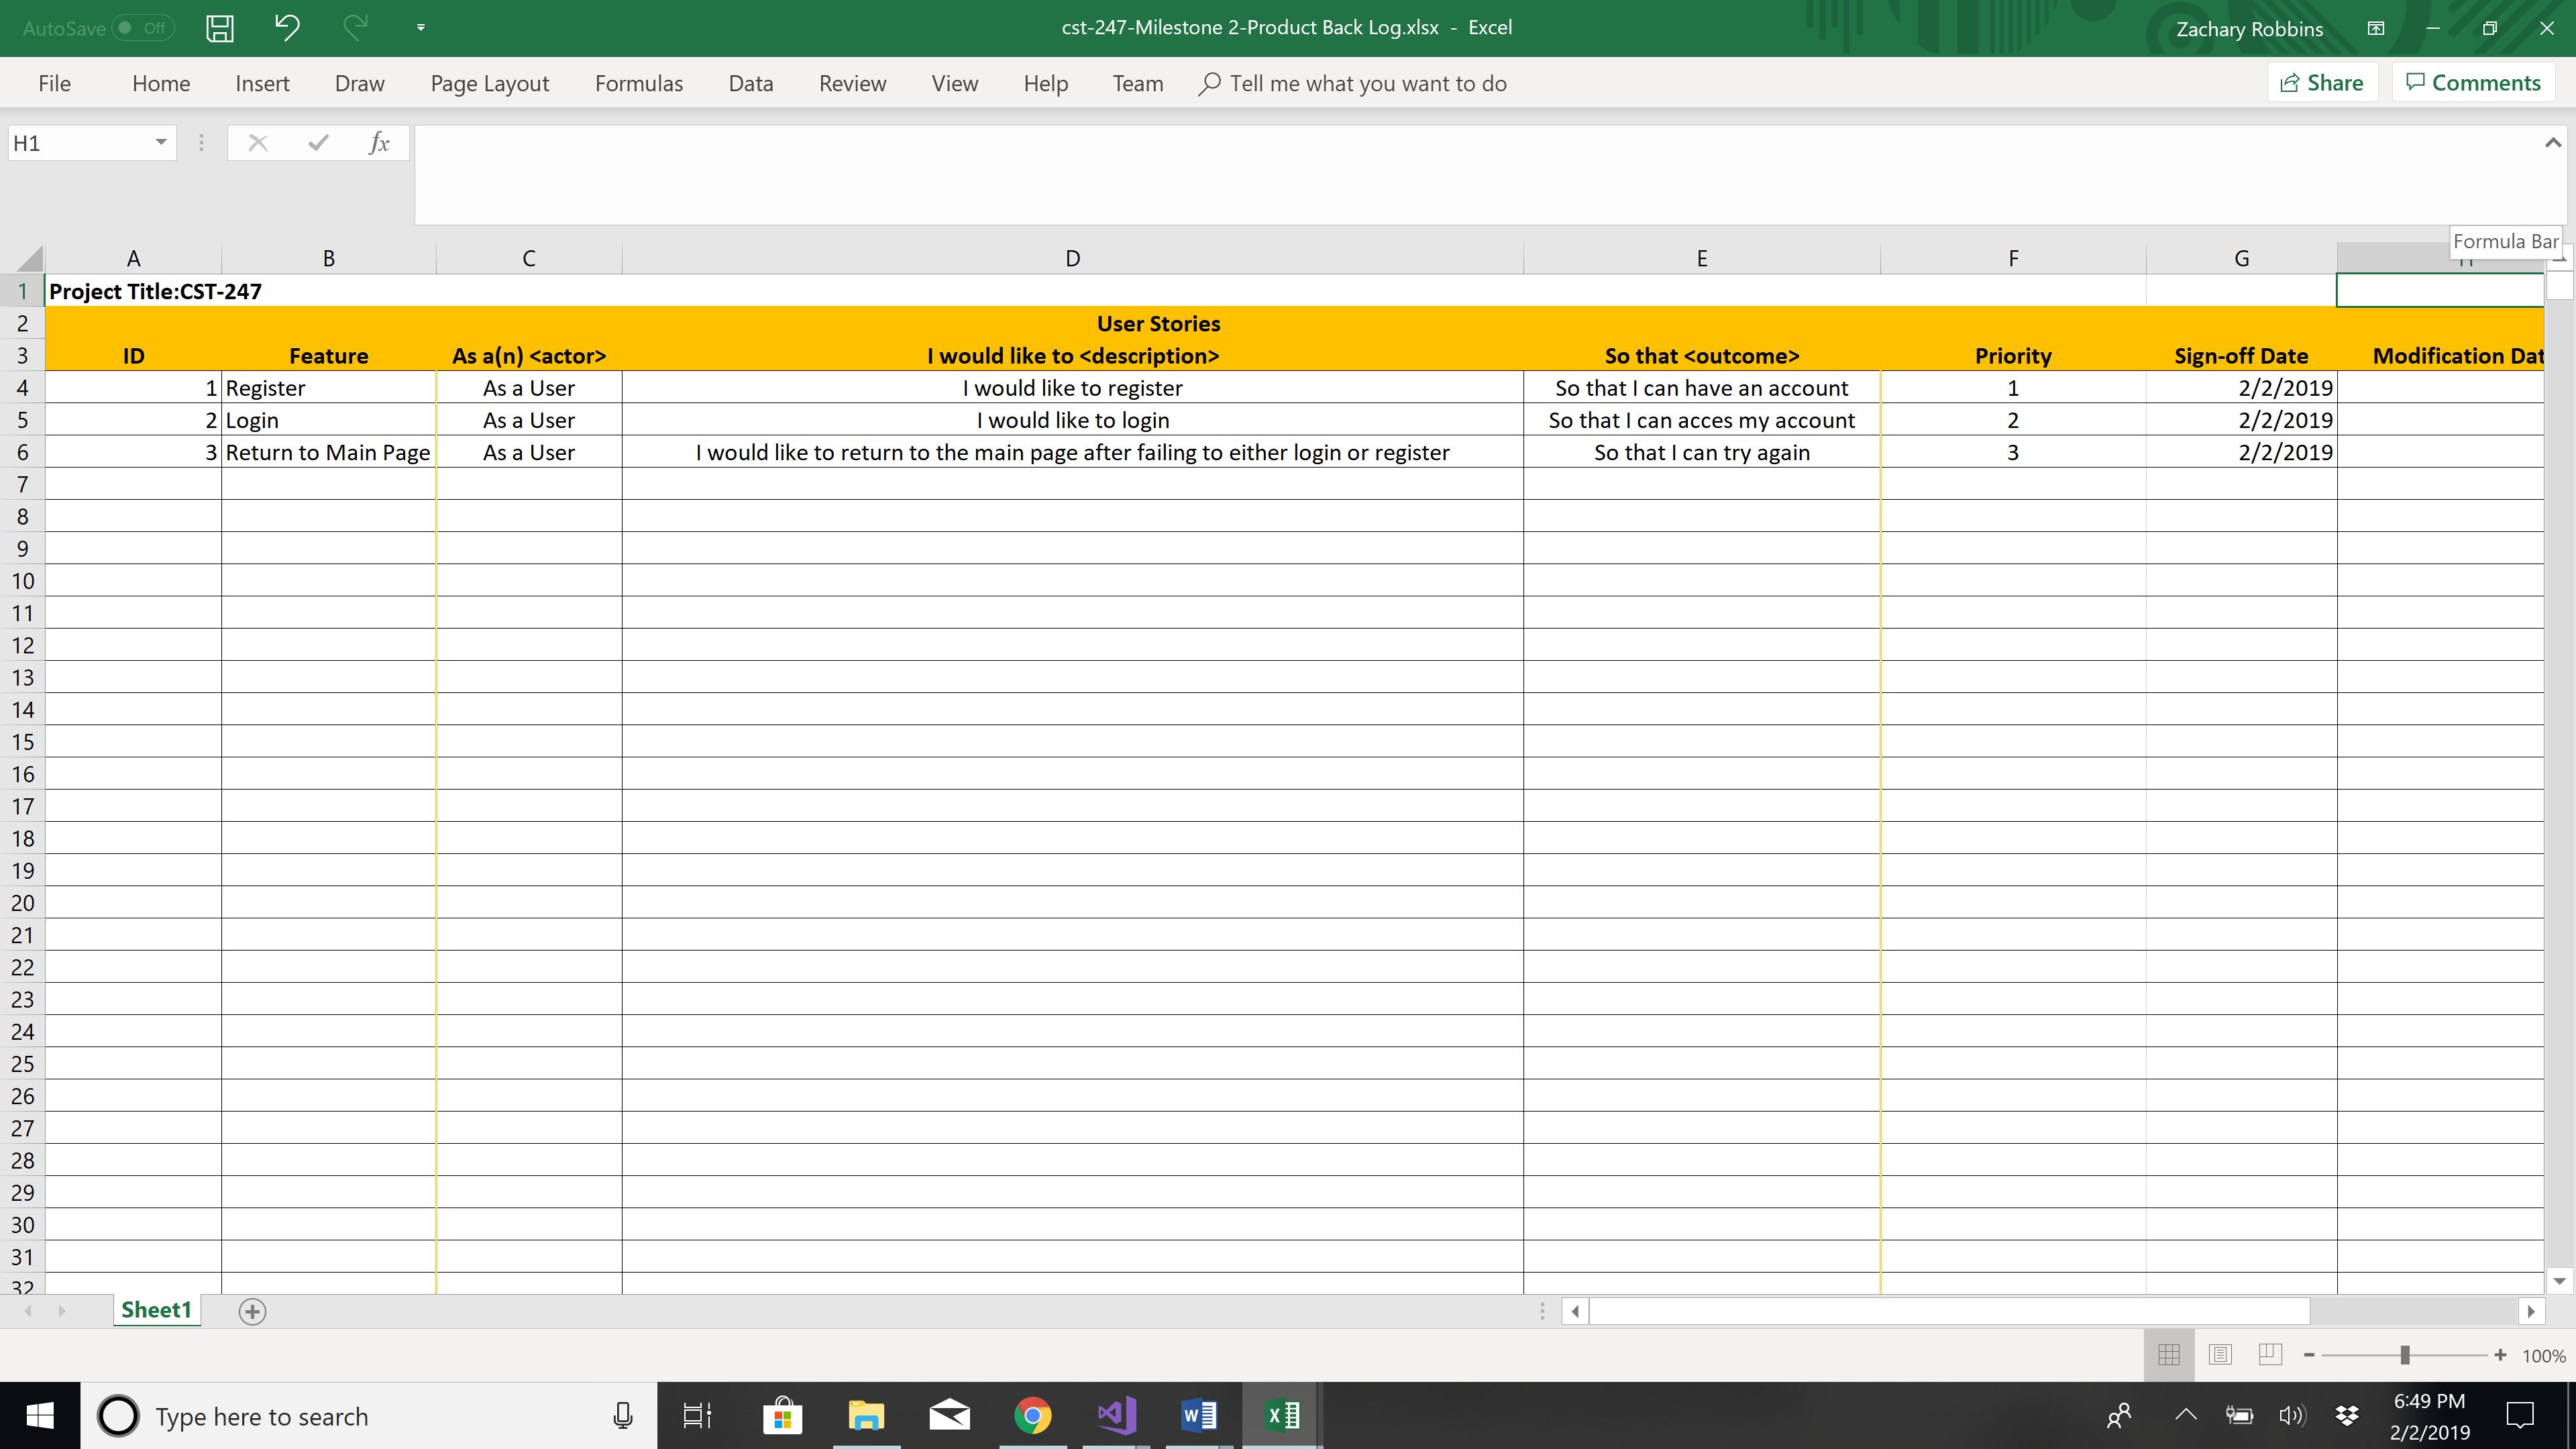 AutoSave Off cst-247-Milestone 2-Product Back Log.xlsx - Excel Zachary Robbins
File Home Insert Draw Page Layout Formulas Data Review View Help Team Tell me what you want to do Share Comments
H1 fx
Formula Bar
A B C D E F G
1 Project Title:CST-247
2 User Stories
3 ID Feature As a(n) <actor> I would like to <description> So that <outcome> Priority Sign-off Date Modification Dat
4 1 Register As a User I would like to register So that I can have an account 1 2/2/2019
5 2 Login As a User I would like to login So that I can acces my account 2 2/2/2019
6 3 Return to Main Page As a User I would like to return to the main page after failing to either login or register So that I can try again 3 2/2/2019
7
8
9
10
11
12
13
14
15
16
17
18
19
20
21
22
23
24
25
26
27
28
29
30
31
32
Sheet1
100%
Type here to search 6:49 PM
2/2/2019